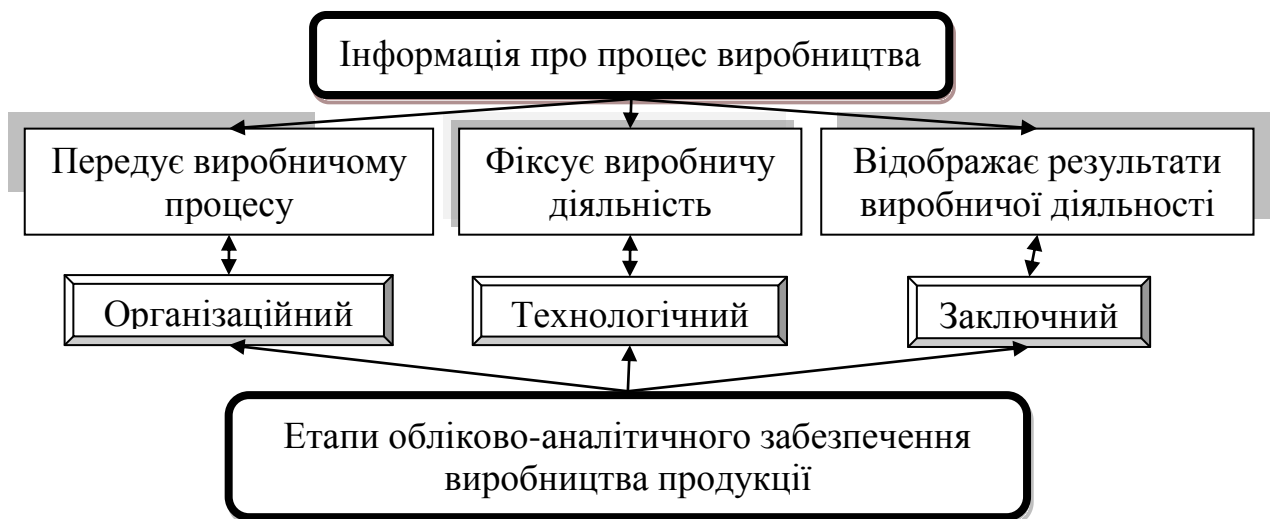 Інформація про процес виробництва
Передує виробничому
процесу
Фіксує виробничу
діяльність
Відображає результати
виробничої діяльності
Організаційний
Технологічний
Заключний
Етапи обліково-аналітичного забезпечення
виробництва продукції